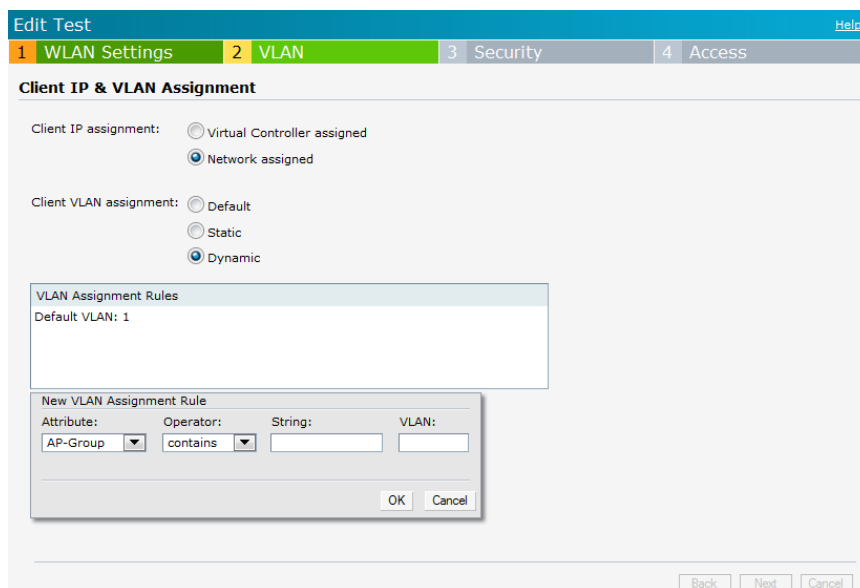 Edit Test
Help
1 WLAN Settings 2 VLAN 3 Security 4 Access
Client IP & VLAN Assignment
Client IP assignment:
Virtual Controller assigned
Network assigned
Client VLAN assignment:
Default
Static
Dynamic
VLAN Assignment Rules
Default VLAN: 1
New VLAN Assignment Rule
Attribute: Operator: String: VLAN:
AP-Group contains
OK Cancel
Back Next Cancel